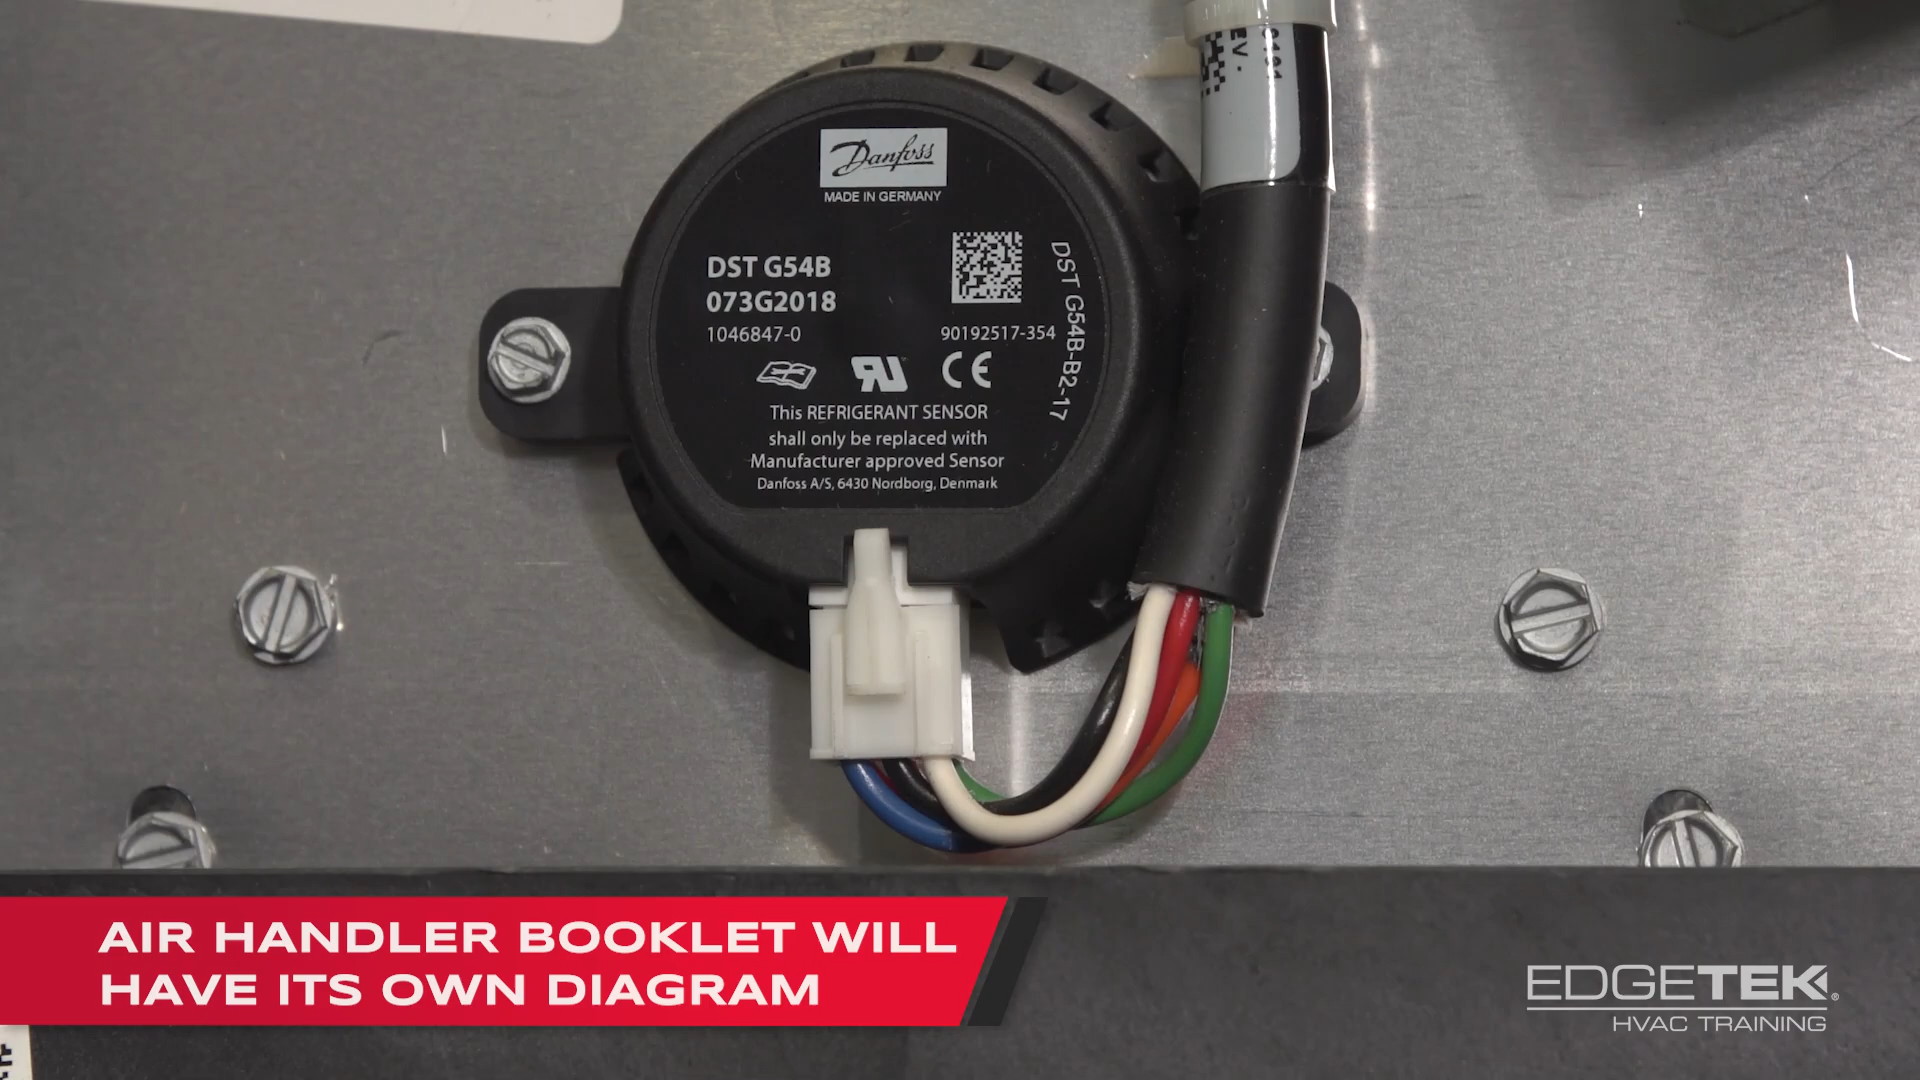 0104
EV.
Danfoss
MADE IN GERMANY
DST G54B
073G2018
1046847-0
90192517-354
DST G54B-B2-17
CE
This REFRIGERANT SENSOR
shall only be replaced with
Manufacturer approved Sensor
Danfoss A/S, 6430 Nordborg, Denmark
AIR HANDLER BOOKLET WILL
HAVE ITS OWN DIAGRAM
EDGETEK®
HVAC TRAINING